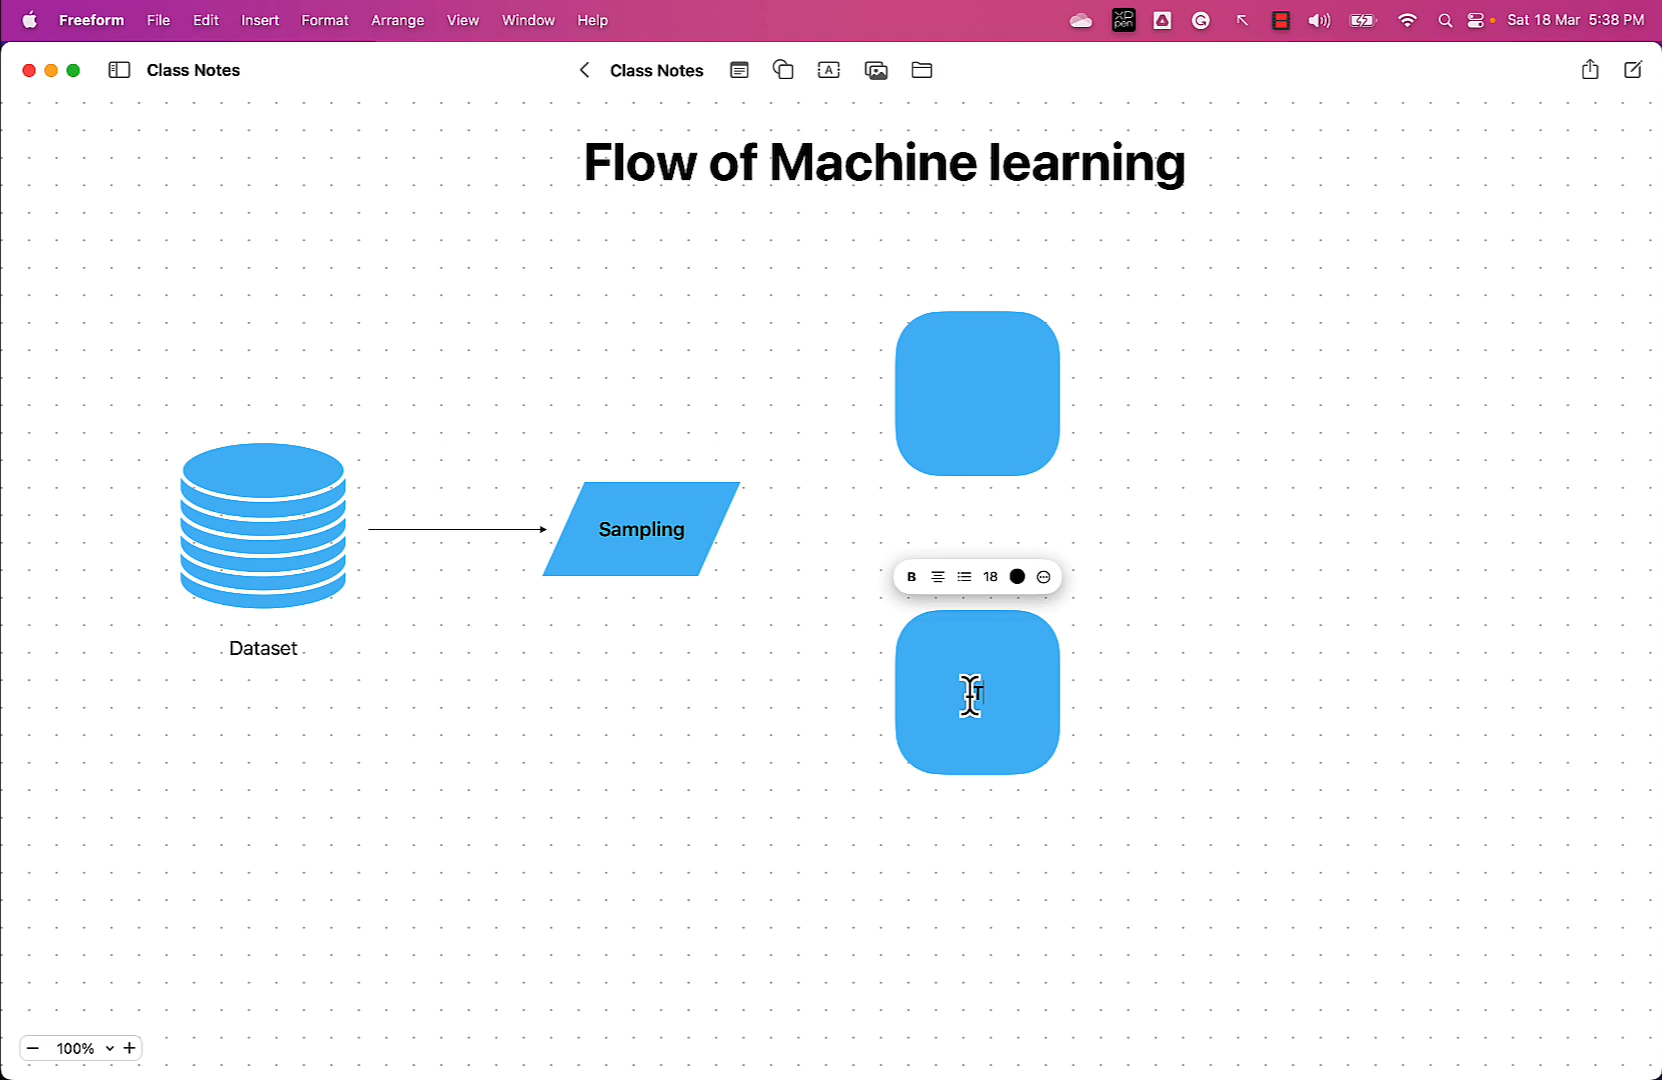 Freeform File Edit Insert Format Arrange View Window Help
Sat 18 Mar 5:38 PM
Class Notes
Class Notes
Flow of Machine learning
Sampling
B 18
T
Dataset
100%